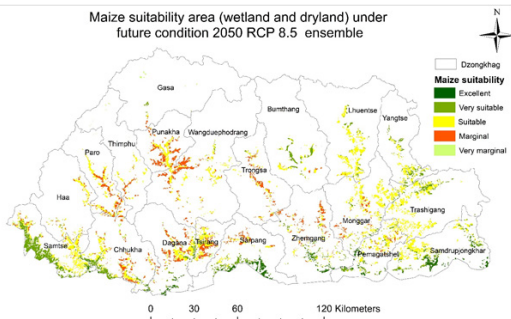 Maize suitability area (wetland and dryland) under
future condition 2050 RCP 8.5 ensemble
N
Dzongkhag
Maize suitability
Excellent
Very suitable
Suitable
Marginal
Very marginal
Gasa
Bumthang
Lhuentse
Yangtse
Punakha
Wangduephodrang
Thimphu
Paro
Trongsa
Haa
Trashigang
Monggar
Samtse
Chhukha
Dagana
Tsirang
Sarpang
Zhemgang
Pemagatshell
Samdrupjongkhar
0 30 60 120 Kilometers